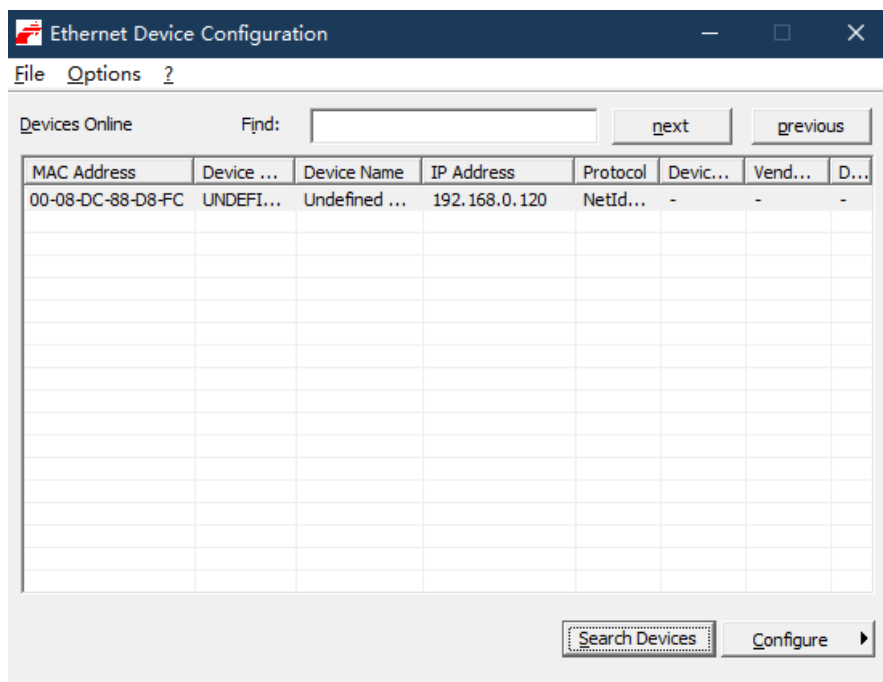 Ethernet Device Configuration
File Options ?
Devices Online Find: next previous
MAC Address Device ... Device Name IP Address Protocol Devic... Vend... D...
00-08-DC-88-D8-FC UNDEFI... Undefined ... 192.168.0.120 NetId... - - -
Search Devices Configure